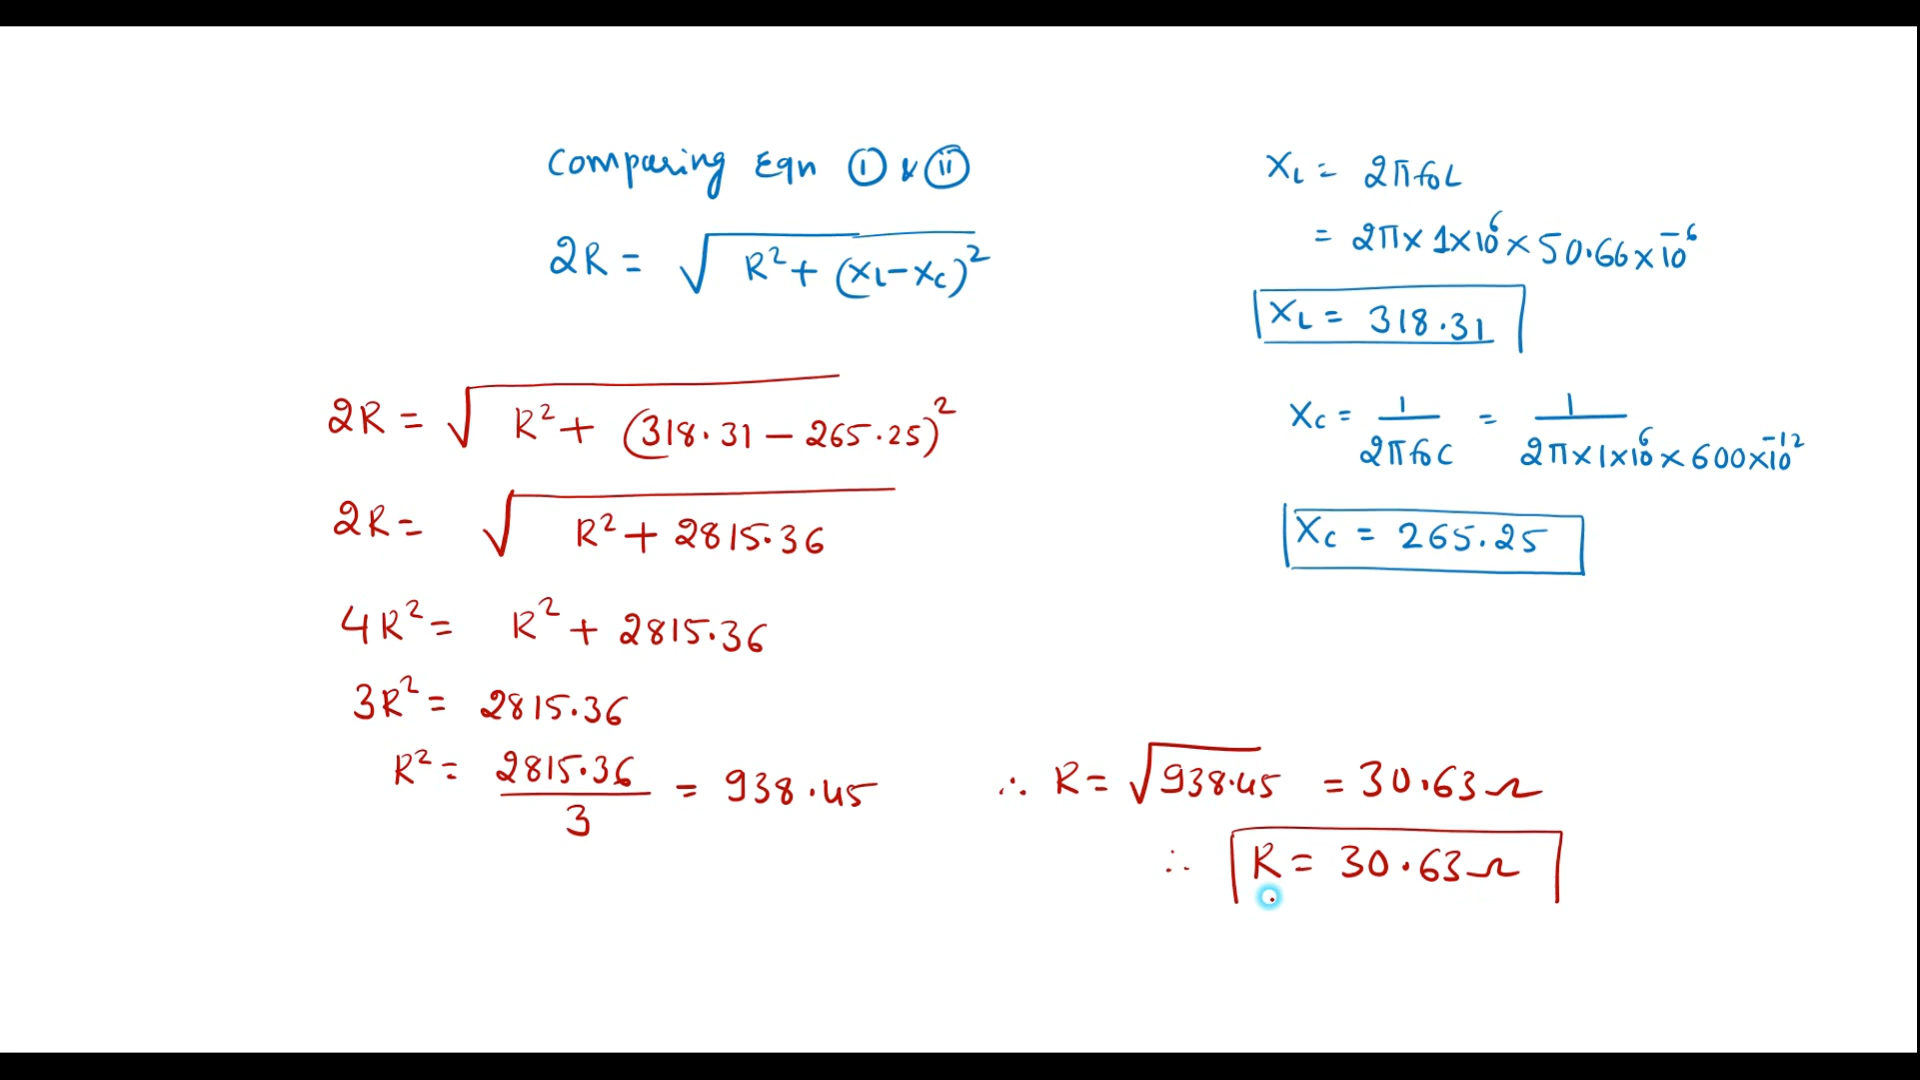 Comparing Eqn ① & ⑪
2R = √R² + (XL-XC)²
2R = √R² + (318.31 - 265.25)²
2R = √R² + 2815.36
4R² = R² + 2815.36
3R² = 2815.36
R² = 2815.36/3 = 938.45
XL = 2πf₀L
= 2π×1×10⁶×50.66×10⁻⁶
XL = 318.31
XC = 1/2πf₀C = 1/2π×1×10⁶×600×10⁻¹²
XC = 265.25
∴ R = √938.45 = 30.63Ω
∴ R = 30.63Ω